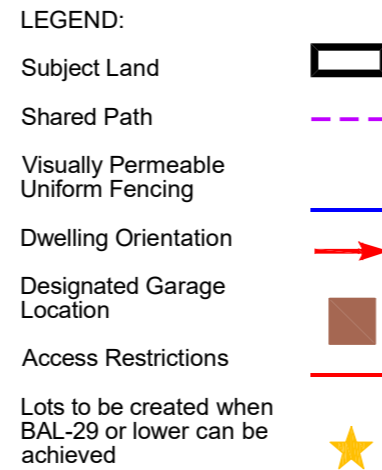 LEGEND:
Subject Land
Shared Path
Visually Permeable
Uniform Fencing
Dwelling Orientation
Designated Garage
Location
Access Restrictions
Lots to be created when
BAL-29 or lower can be
achieved